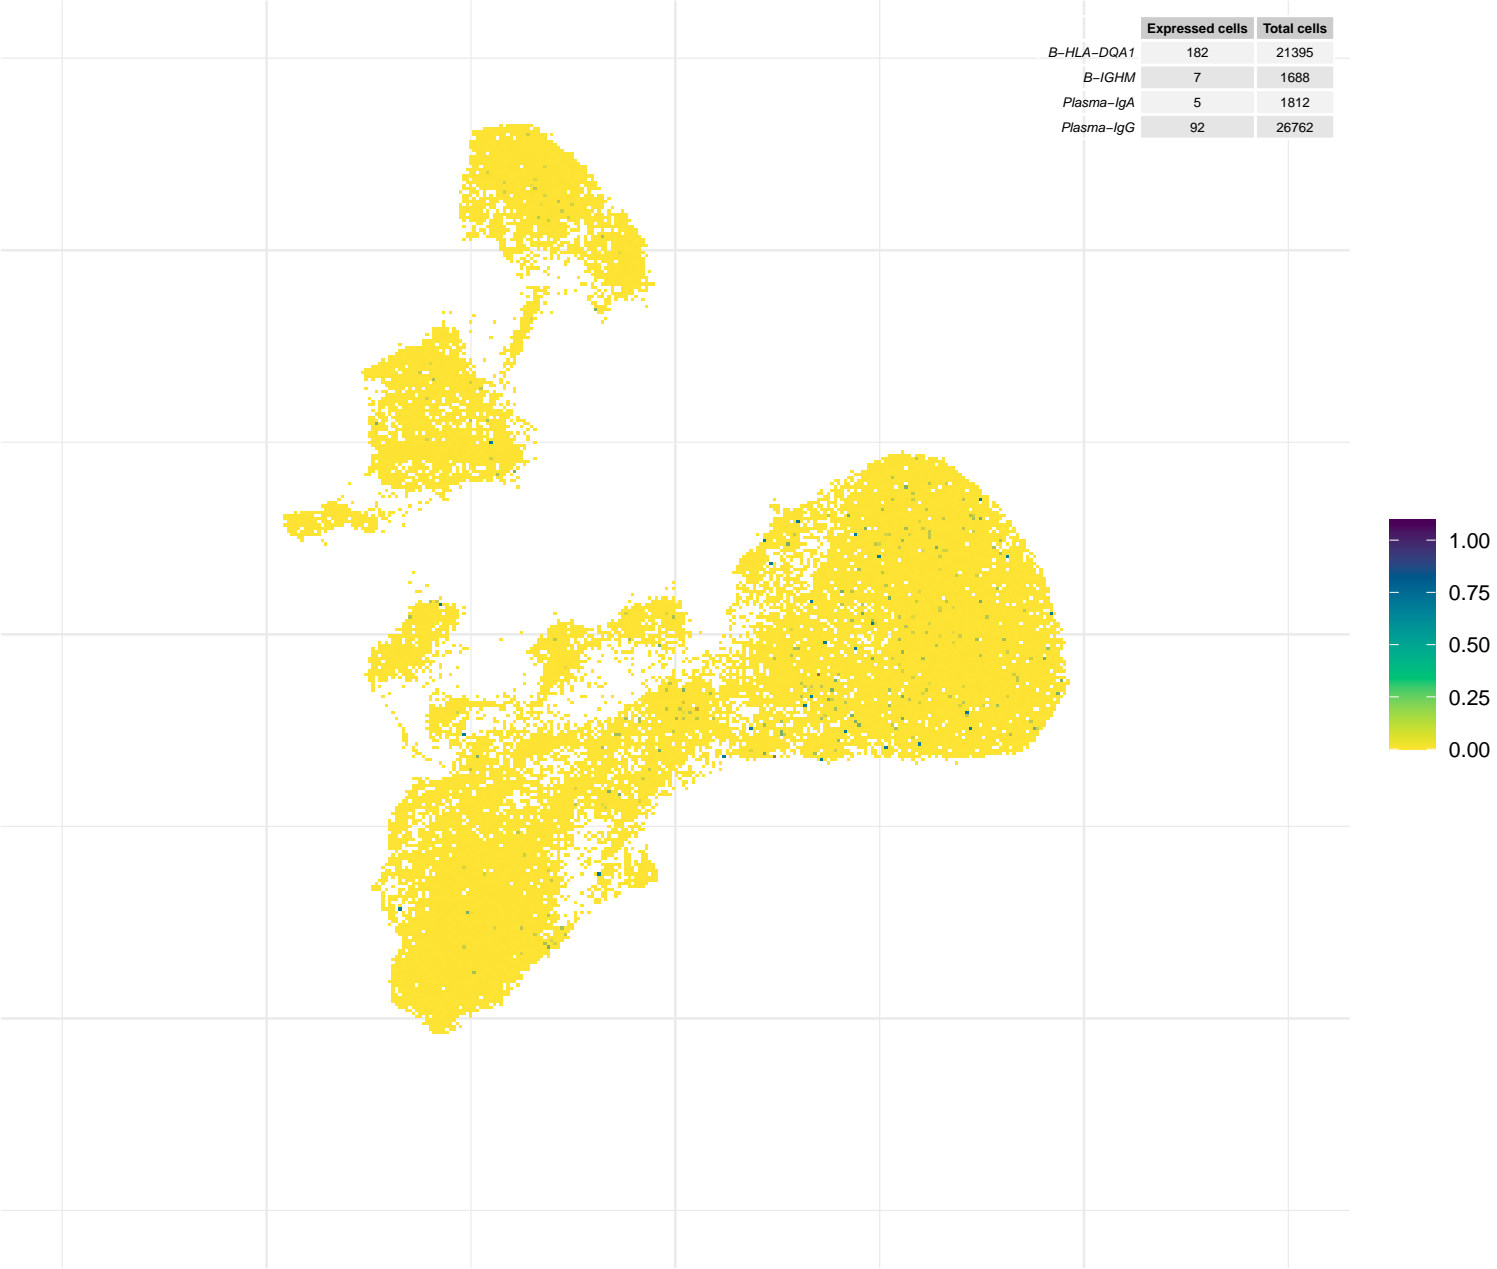 Expressed cells Total cells
B−HLA−DQA1 182 21395
B−IGHM 7 1688
Plasma−IgA 5 1812
Plasma−IgG 92 26762
1.00
0.75
0.50
0.25
0.00